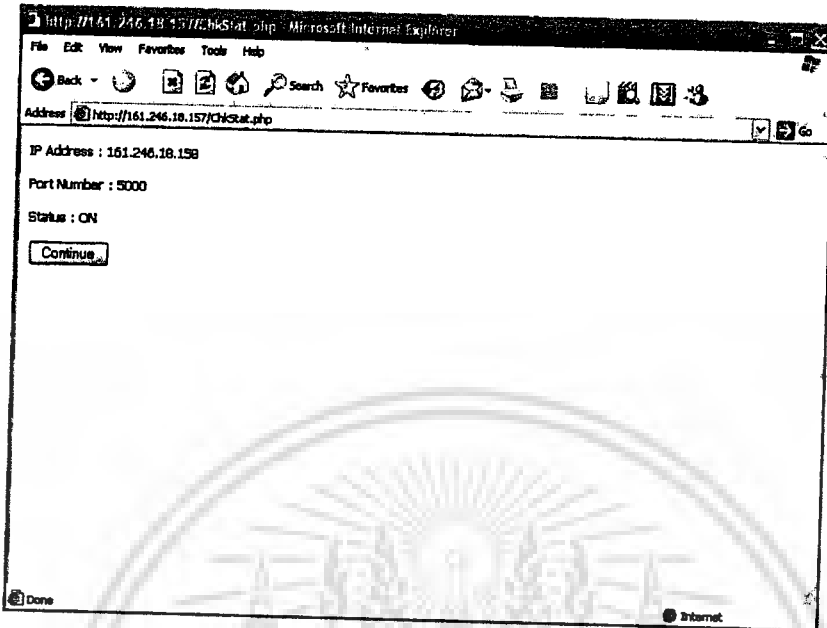 http://161.246.18.157/ChkStat.php - Microsoft Internet Explorer
File Edit View Favorites Tools Help
Back Search Favorites
Address http://161.246.18.157/ChkStat.php Go
IP Address : 161.246.18.158
Port Number : 5000
Status : ON
Continue
Done Internet